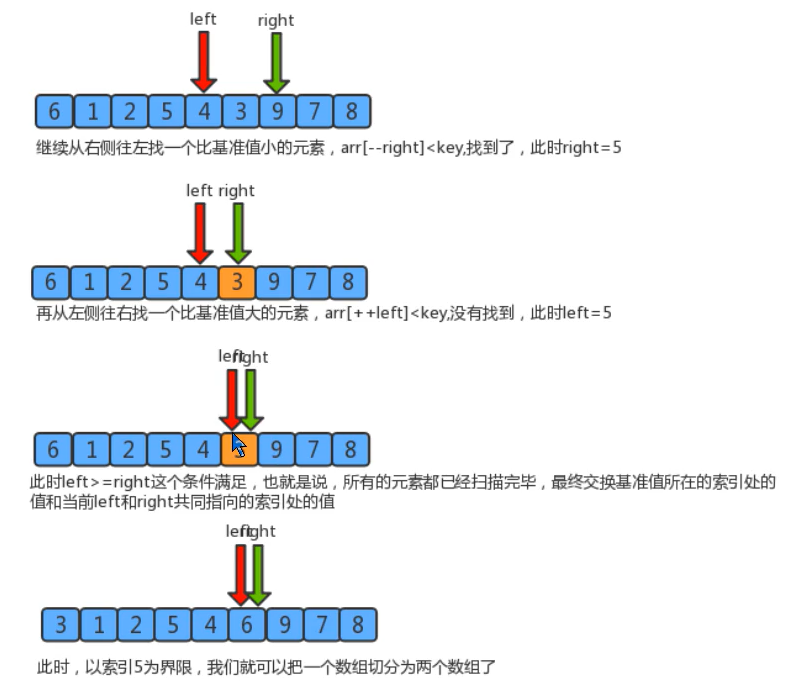 left right
6 1 2 5 4 3 9 7 8
继续从右侧往左找一个比基准值小的元素，arr[--right]<key,找到了，此时right=5
left right
6 1 2 5 4 3 9 7 8
再从左侧往右找一个比基准值大的元素，arr[++left]<key,没有找到，此时left=5
left right
6 1 2 5 4 9 7 8
此时left>=right这个条件满足，也就是说，所有的元素都已经扫描完毕，最终交换基准值所在的索引处的
值和当前left和right共同指向的索引处的值
left right
3 1 2 5 4 6 9 7 8
此时，以索引5为界限，我们就可以把一个数组切分为两个数组了